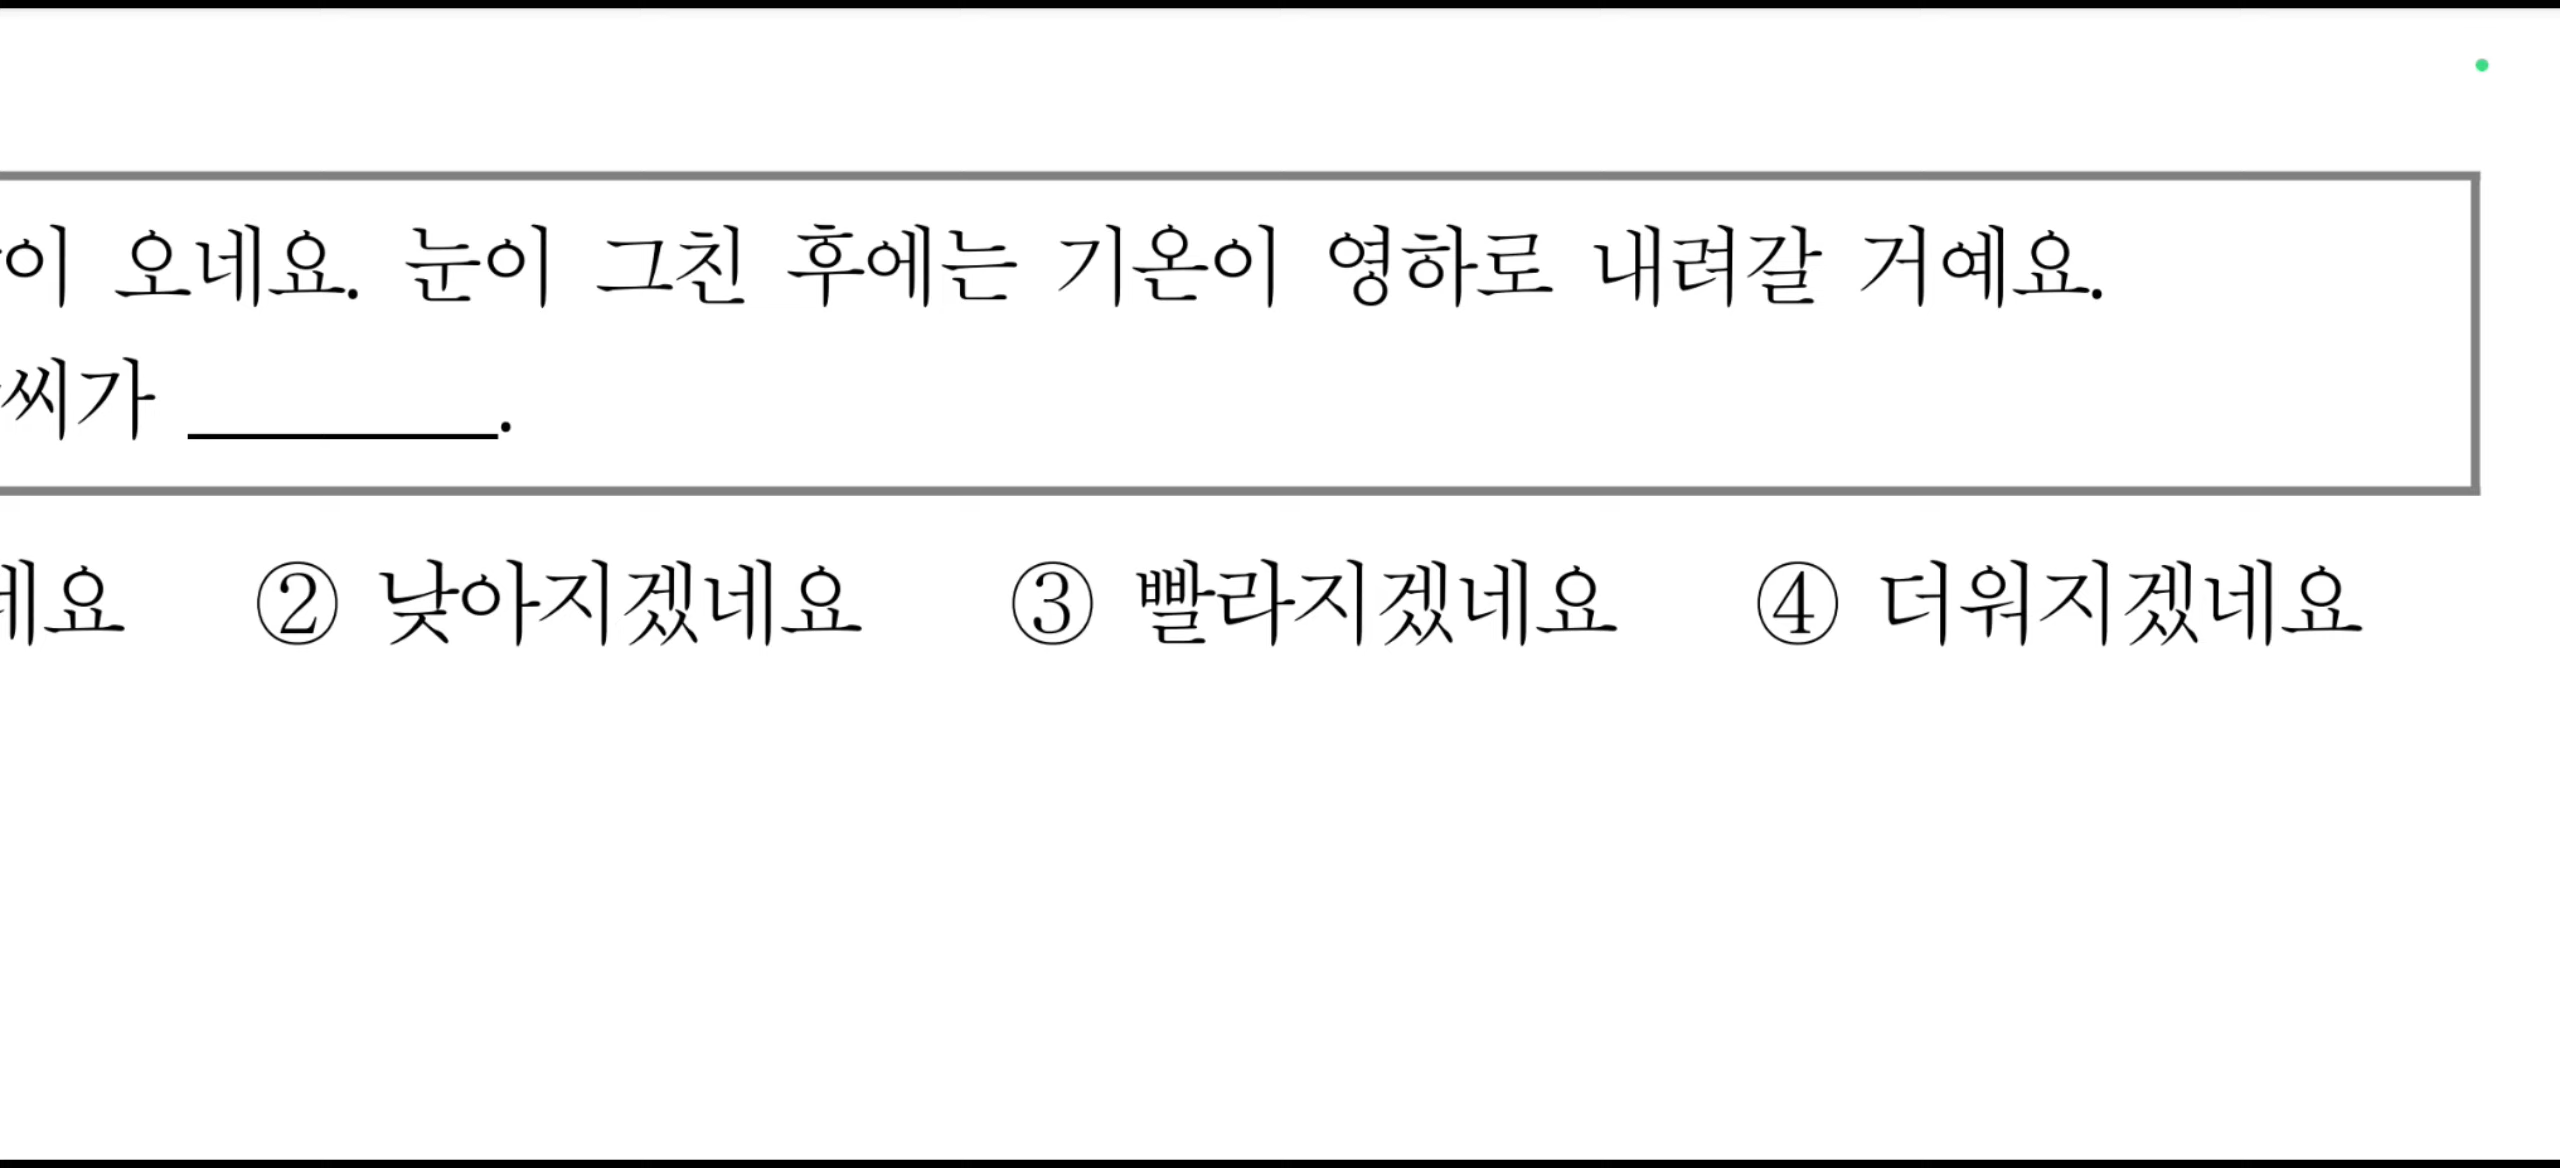 이 오네요. 눈이 그친 후에는 기온이 영하로 내려갈 거예요.
씨가 ________.
네요 ② 낮아지겠네요 ③ 빨라지겠네요 ④ 더워지겠네요